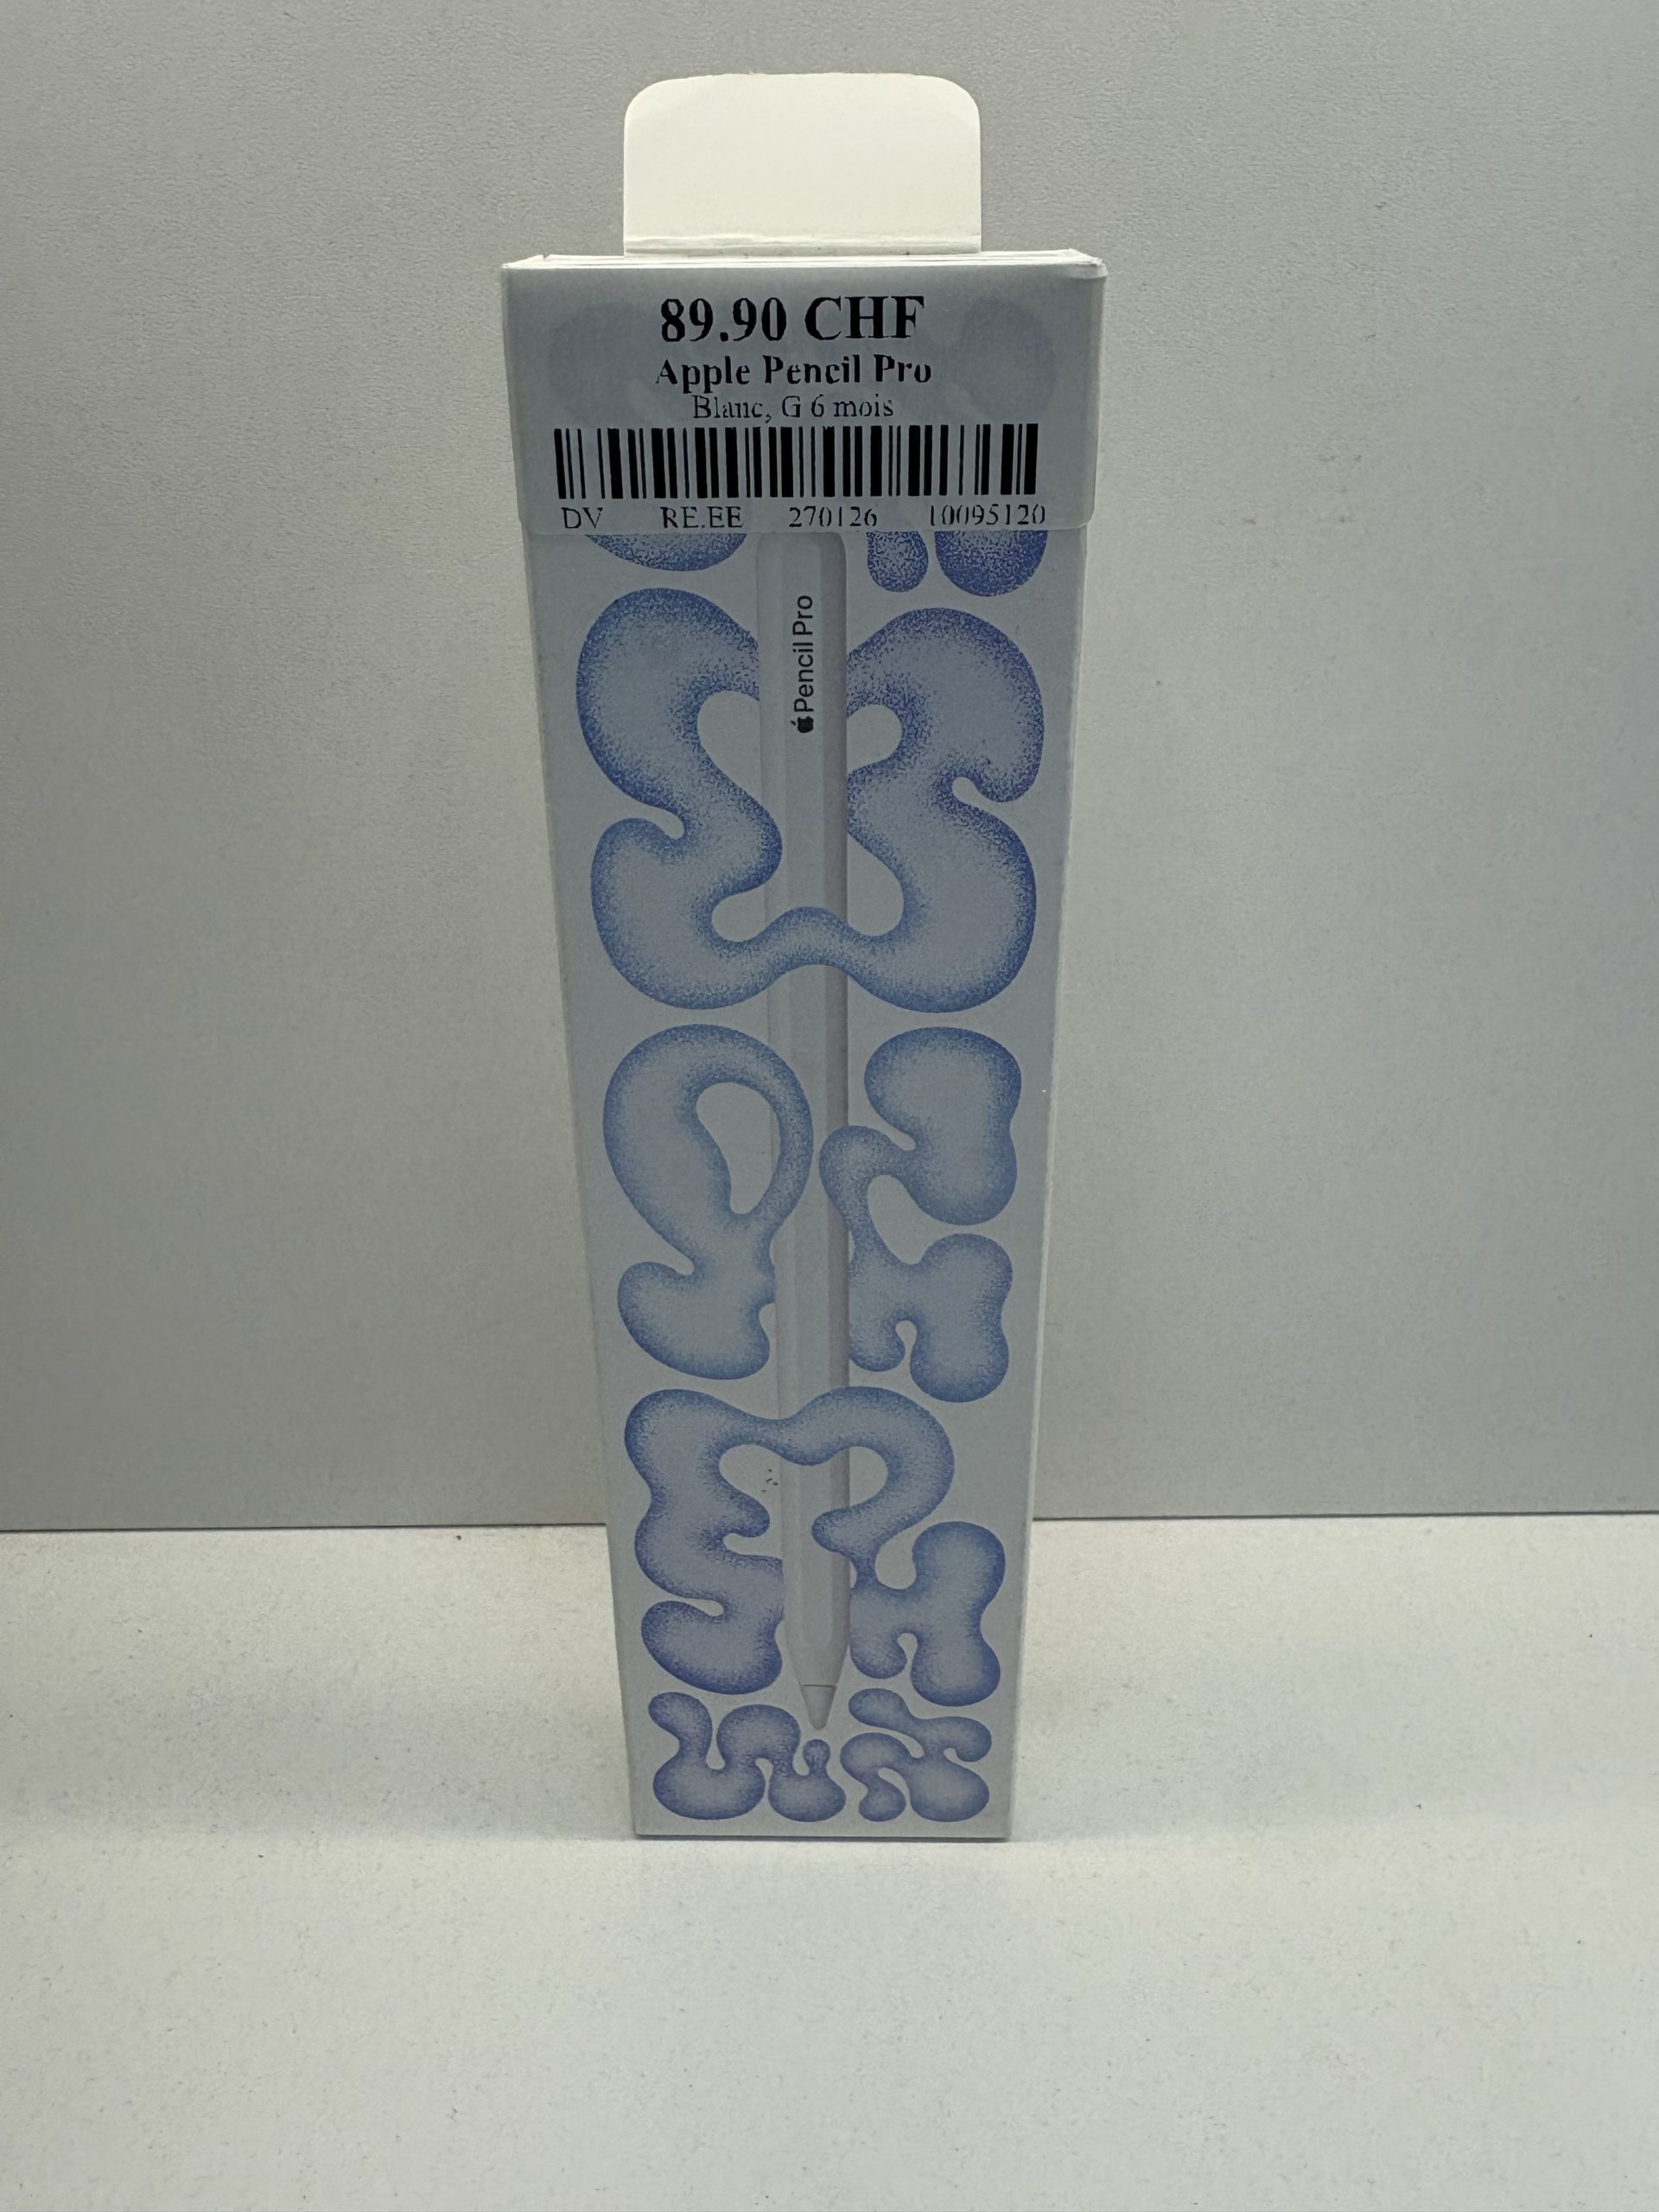 89.90 CHF
Apple Pencil Pro
Blanc, G 6 mois
DV RE.EE 270126 10095120
Pencil Pro